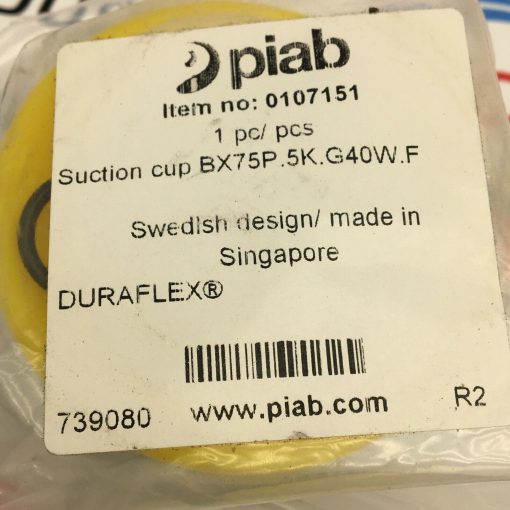 piab
Item no: 0107151
1 pc/ pcs
Suction cup BX75P.5K.G40W.F
Swedish design/ made in
Singapore
DURAFLEX®
739080 www.piab.com R2